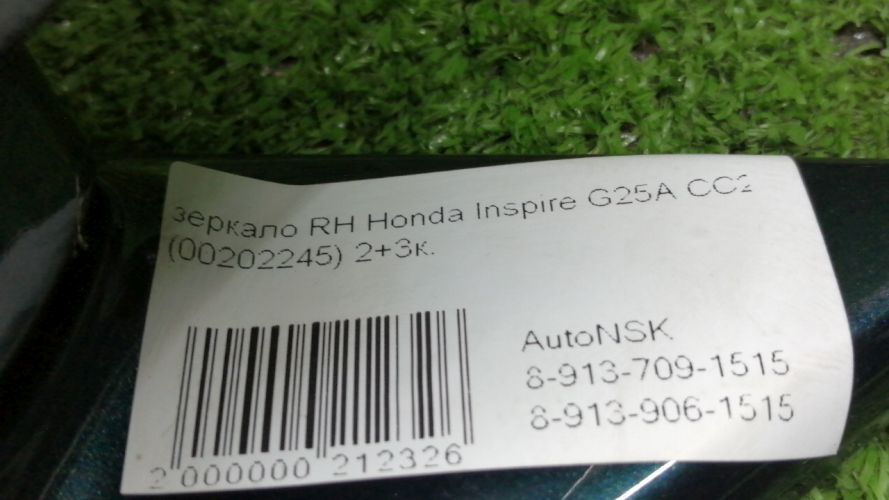 зеркало RH Honda Inspire G25A CC2
(00202245) 2+3к.
AutoNSK
8-913-709-1515
8-913-906-1515
2 000000 212326